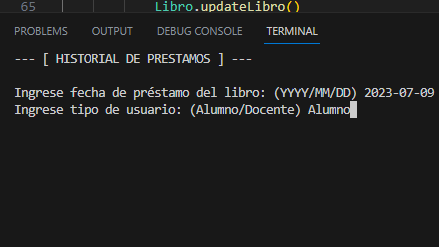 65 Libro.updateLibro()
PROBLEMS OUTPUT DEBUG CONSOLE TERMINAL
--- [ HISTORIAL DE PRESTAMOS ] ---
Ingrese fecha de préstamo del libro: (YYYY/MM/DD) 2023-07-09
Ingrese tipo de usuario: (Alumno/Docente) Alumno